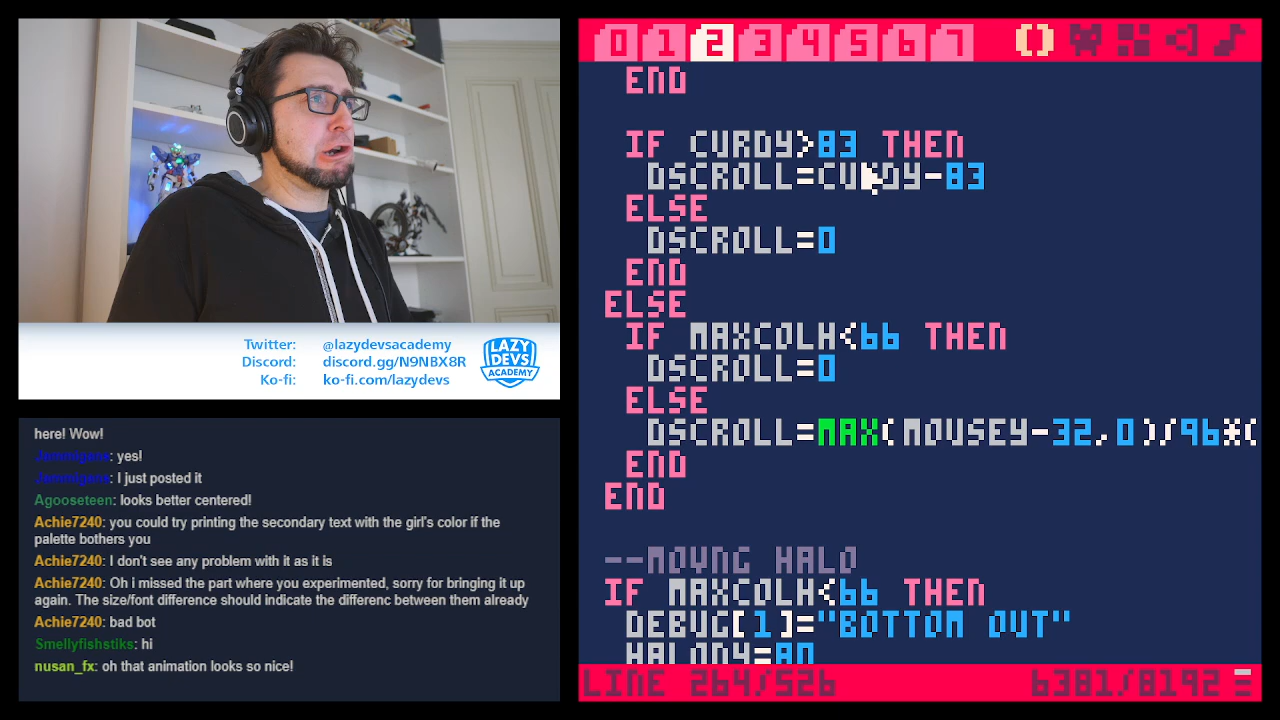 Twitter: @lazydevsacademy
Discord: discord.gg/N9NBX8R
Ko-fi: ko-fi.com/lazydevs
LAZY
DEVS
ACADEMY
here! Wow!
yes!
I just posted it
Agooseteen: looks better centered!
Achie7240: you could try printing the secondary text with the girl's color if the
palette bothers you
Achie7240: I don't see any problem with it as it is
Achie7240: Oh i missed the part where you experimented, sorry for bringing it up
again. The size/font difference should indicate the differenc between them already
Achie7240: bad bot
Smellyfishstiks: hi
nusan_fx: oh that animation looks so nice!
0 1 2 3 4 5 6 7 ()
END
IF CURDY>83 THEN
DSCROLL=CURDY-83
ELSE
DSCROLL=0
END
ELSE
IF MAXCOLH<66 THEN
DSCROLL=0
ELSE
DSCROLL=MAX(MOUSEY-32,0)/96*(
END
END
--MOVNG HALO
IF MAXCOLH<66 THEN
DEBUG[1]="BOTTOM OUT"
HALODY=80
LINE 264/526 6381/8192